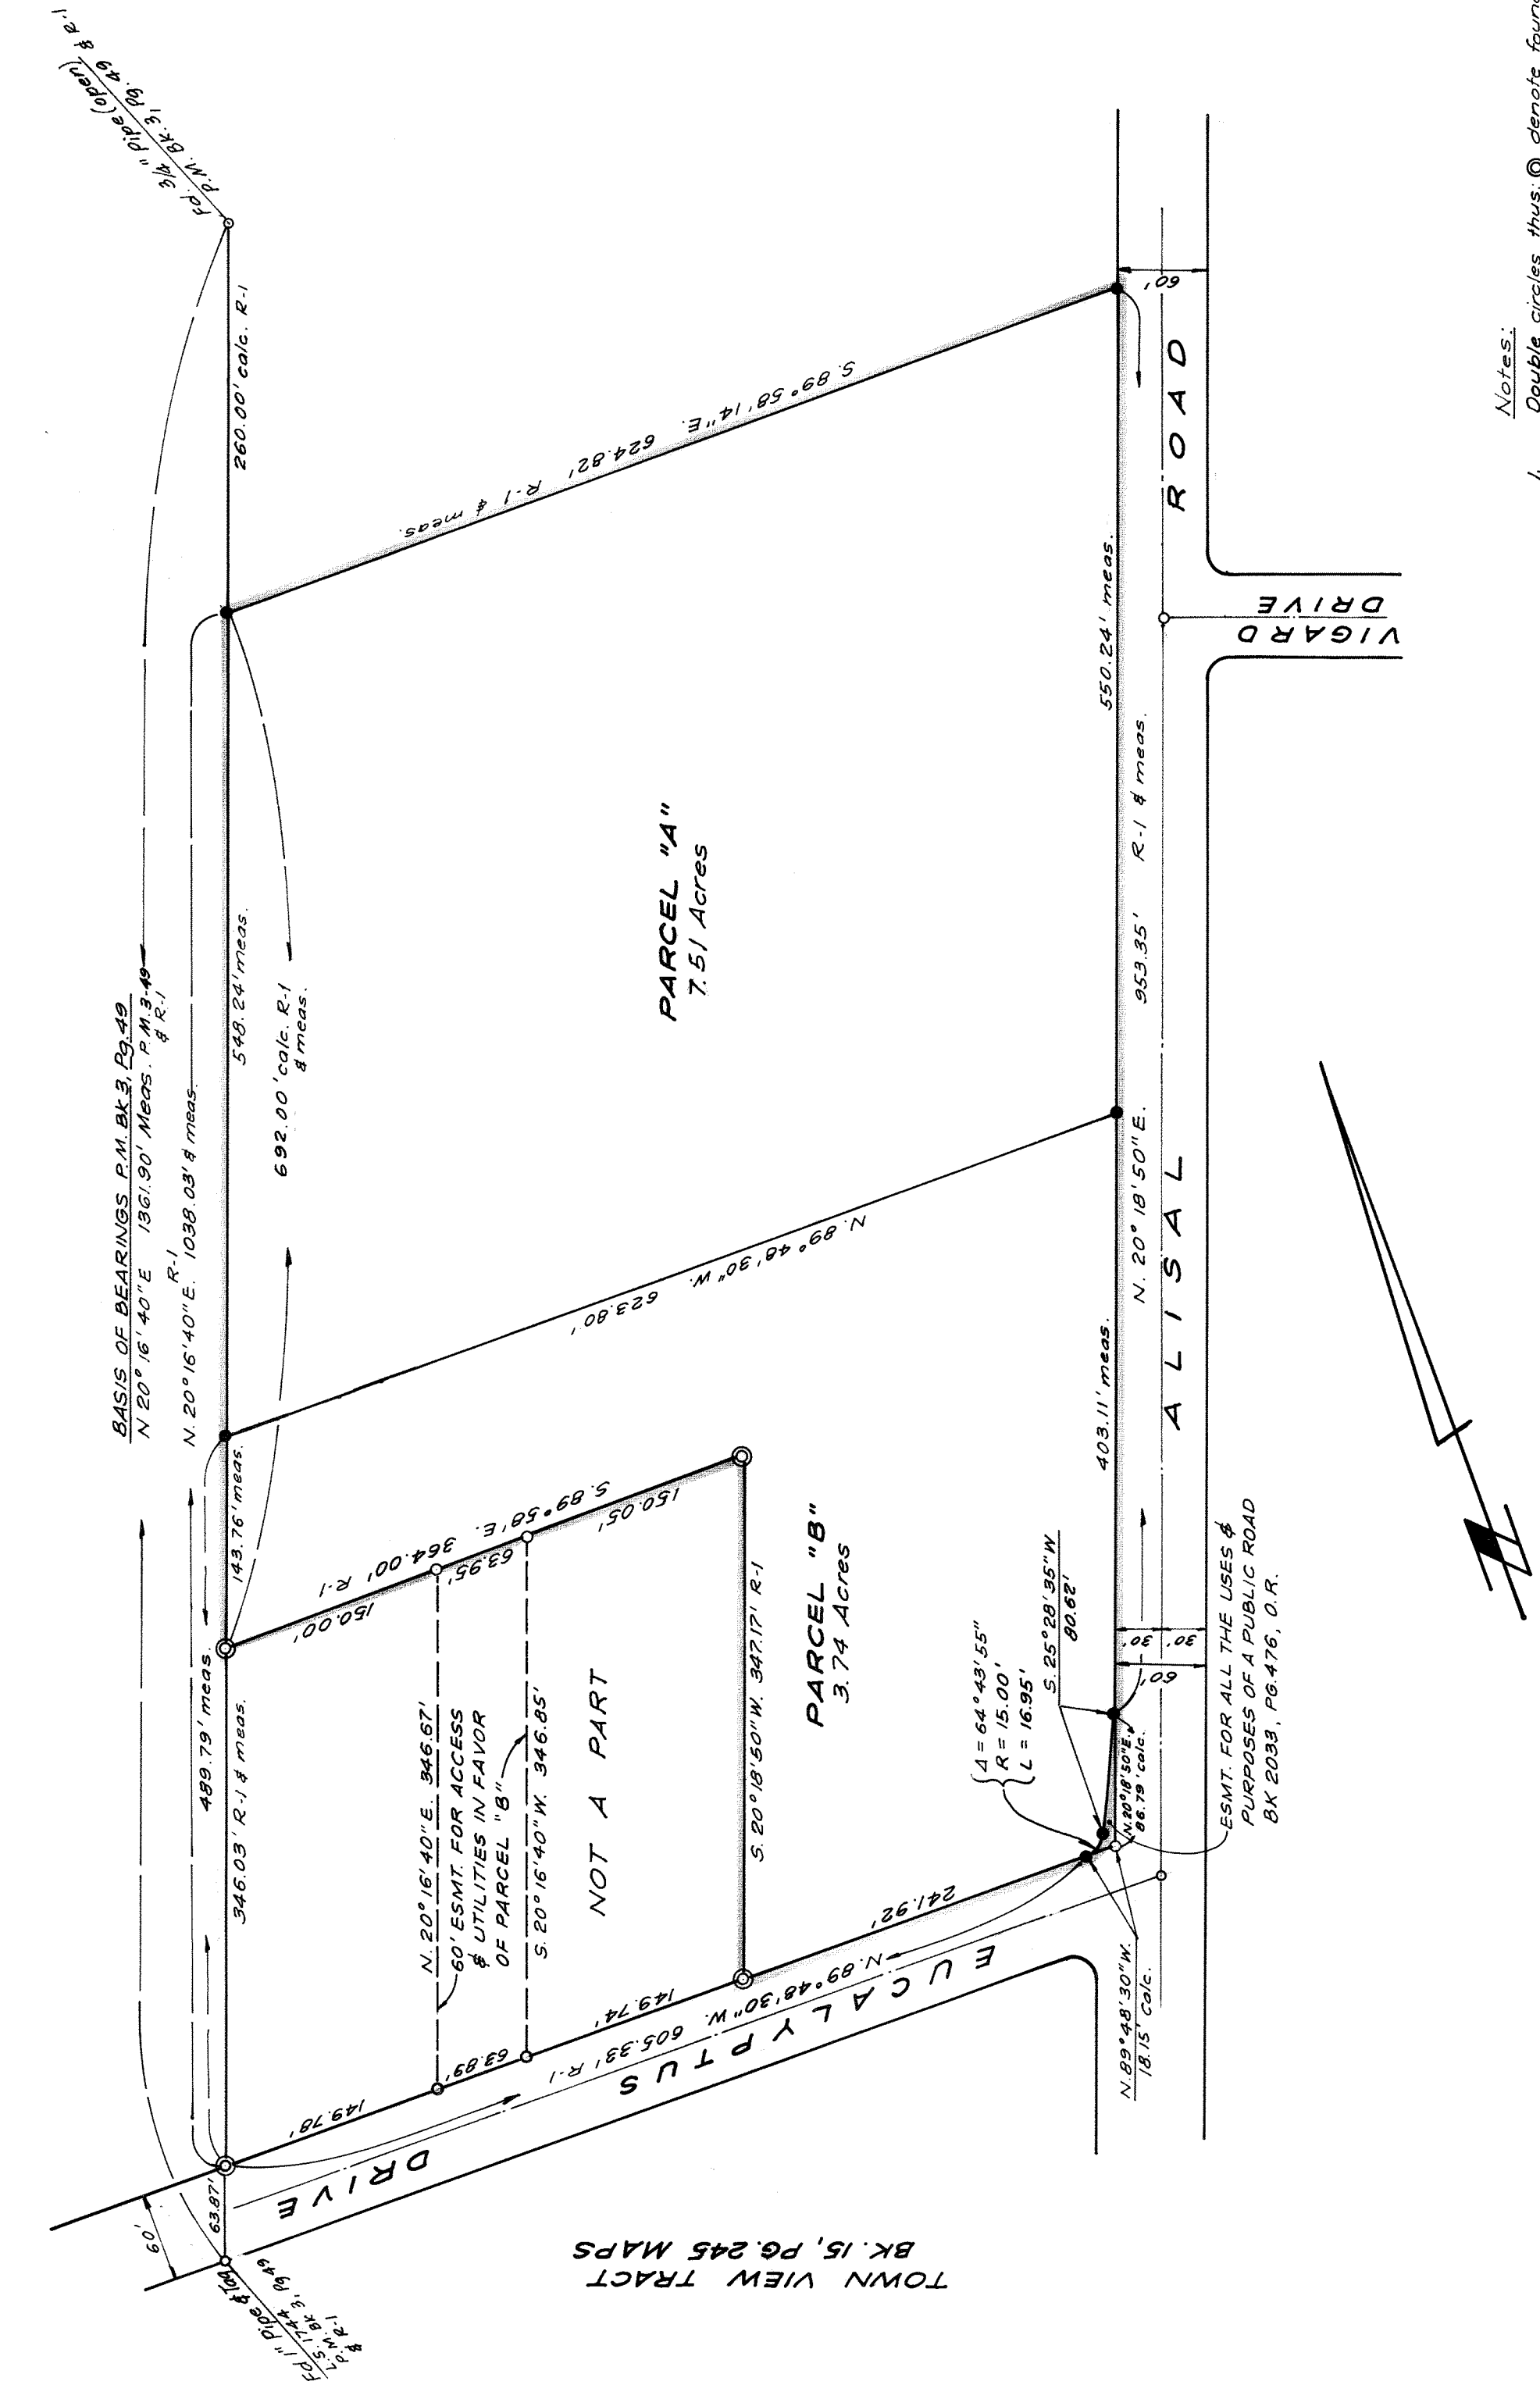 Fd. 3/4" Pipe (open)
P.M. BK. 3, Pg. 49 & R-1
260.00' calc. R-1
BASIS OF BEARINGS P.M. BK 3, Pg. 49
N 20° 16' 40" E 1361.90' Meas. P.M. 3-49
& R-1
R-1
N. 20° 16' 40" E. 1038.03' & meas.
548.24' meas.
692.00' calc. R-1
& meas.
143.76' meas.
489.79' meas.
346.03' R-1 & meas.
63.87'
60'
Fd 1" Pipe & Tag
L.S. 1744
P.M. BK 3, Pg 49
& R-1
S. 89° 58' 14" E. 624.82' R-1 & meas.
PARCEL "A"
7.51 Acres
N. 89° 48' 30" W.
623.80'
S. 89° 58' E. 364.00' R-1
150.00'
63.95'
150.05'
N. 20° 16' 40" E. 346.67'
60' ESMT. FOR ACCESS
& UTILITIES IN FAVOR
OF PARCEL "B"
S. 20° 16' 40" W. 346.85'
NOT A PART
S. 20° 18' 50" W. 347.17' R-1
PARCEL "B"
3.74 Acres
149.78'
63.89'
149.74'
241.92'
N. 89° 48' 30" W. 605.33' R-1
EUCALYPTUS DRIVE
TOWN VIEW TRACT
BK. 15, PG. 245 MAPS
Δ = 64° 43' 55"
R = 15.00'
L = 16.95'
S. 25° 28' 35" W
80.62'
N. 20° 18' 50" E.
86.79' calc.
N. 89° 48' 30" W.
18.15' Calc.
403.11' meas.
550.24' meas.
N. 20° 18' 50" E. 953.35' R-1 & meas.
ALISAL ROAD
60'
30'
30'
60'
VIGARD
DRIVE
ESMT. FOR ALL THE USES &
PURPOSES OF A PUBLIC ROAD
BK 2033, PG. 476, O.R.
Notes:
1. Double circles thus: ◎ denote foun